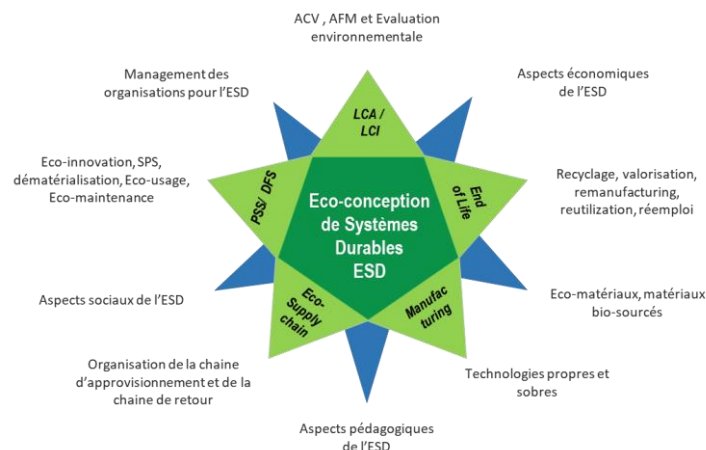 ACV , AFM et Evaluation
environnementale
Management des
organisations pour l'ESD
Aspects économiques
de l'ESD
LCA /
LCI
Eco-innovation, SPS,
dématérialisation, Eco-usage,
Eco-maintenance
PSS/ DFS
Eco-conception
de Systèmes
Durables
ESD
End
of Life
Recyclage, valorisation,
remanufacturing,
reutilization, réemploi
Aspects sociaux de l'ESD
Eco-
Supply
chain
Manufac
turing
Eco-matériaux, matériaux
bio-sourcés
Organisation de la chaine
d'approvisionnement et de la
chaine de retour
Technologies propres et
sobres
Aspects pédagogiques
de l'ESD